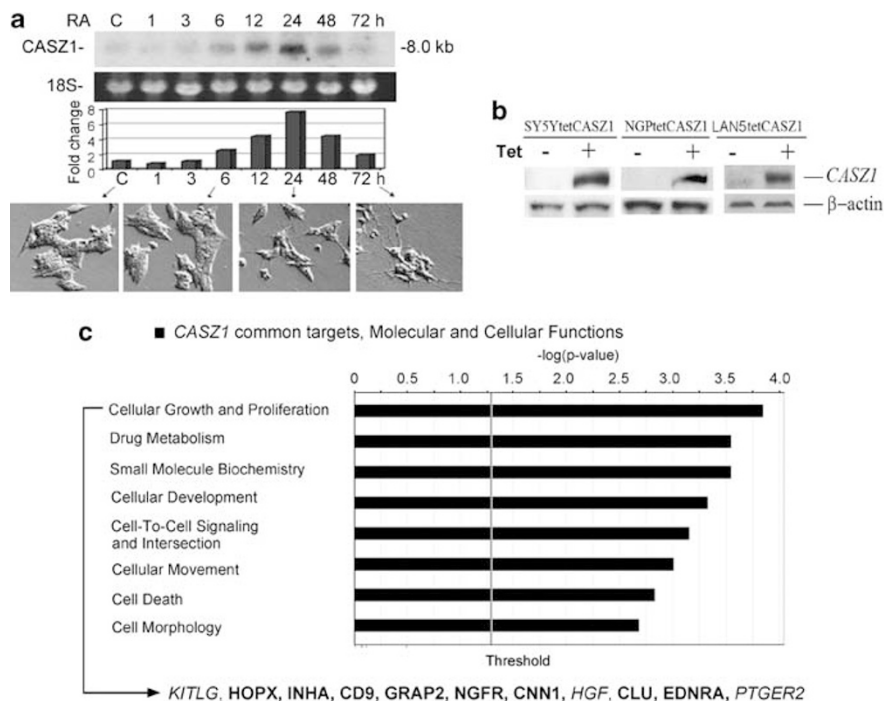 a
RA C 1 3 6 12 24 48 72 h
CASZ1- -8.0 kb
18S-
Fold change
8
6
4
2
0
C 1 3 6 12 24 48 72 h
b
SY5YtetCASZ1 NGPtetCASZ1 LAN5tetCASZ1
Tet - + - + - +
CASZ1
β-actin
c
■ CASZ1 common targets, Molecular and Cellular Functions
-log(p-value)
0 0.5 1.0 1.5 2.0 2.5 3.0 3.5 4.0
Cellular Growth and Proliferation
Drug Metabolism
Small Molecule Biochemistry
Cellular Development
Cell-To-Cell Signaling
and Intersection
Cellular Movement
Cell Death
Cell Morphology
Threshold
KITLG, HOPX, INHA, CD9, GRAP2, NGFR, CNN1, HGF, CLU, EDNRA, PTGER2